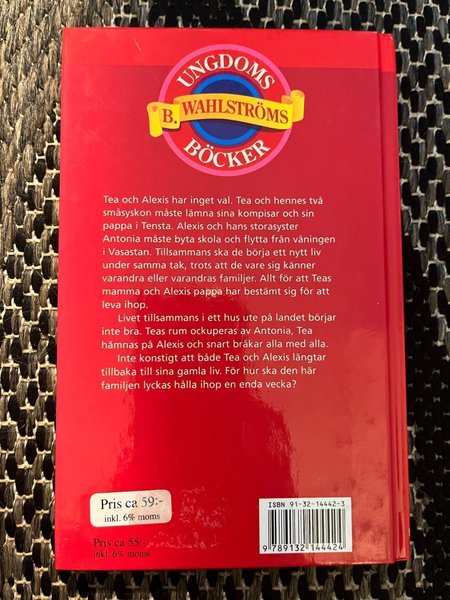 UNGDOMS
B. WAHLSTRÖMS
BÖCKER
Tea och Alexis har inget val. Tea och hennes två
småsyskon måste lämna sina kompisar och sin
pappa i Tensta. Alexis och hans storasyster
Antonia måste byta skola och flytta från våningen
i Vasastan. Tillsammans ska de börja ett nytt liv
under samma tak, trots att de vare sig känner
varandra eller varandras familjer. Allt för att Teas
mamma och Alexis pappa har bestämt sig för att
leva ihop.
Livet tillsammans i ett hus ute på landet börjar
inte bra. Teas rum ockuperas av Antonia, Tea
hämnas på Alexis och snart bråkar alla med alla.
Inte konstigt att både Tea och Alexis längtar
tillbaka till sina gamla liv. För hur ska den här
familjen lyckas hålla ihop en enda vecka?
Pris ca 59:-
inkl. 6% moms
Pris ca 55:-
inkl. 6% moms
ISBN 91-32-14442-3
9 789132 144424